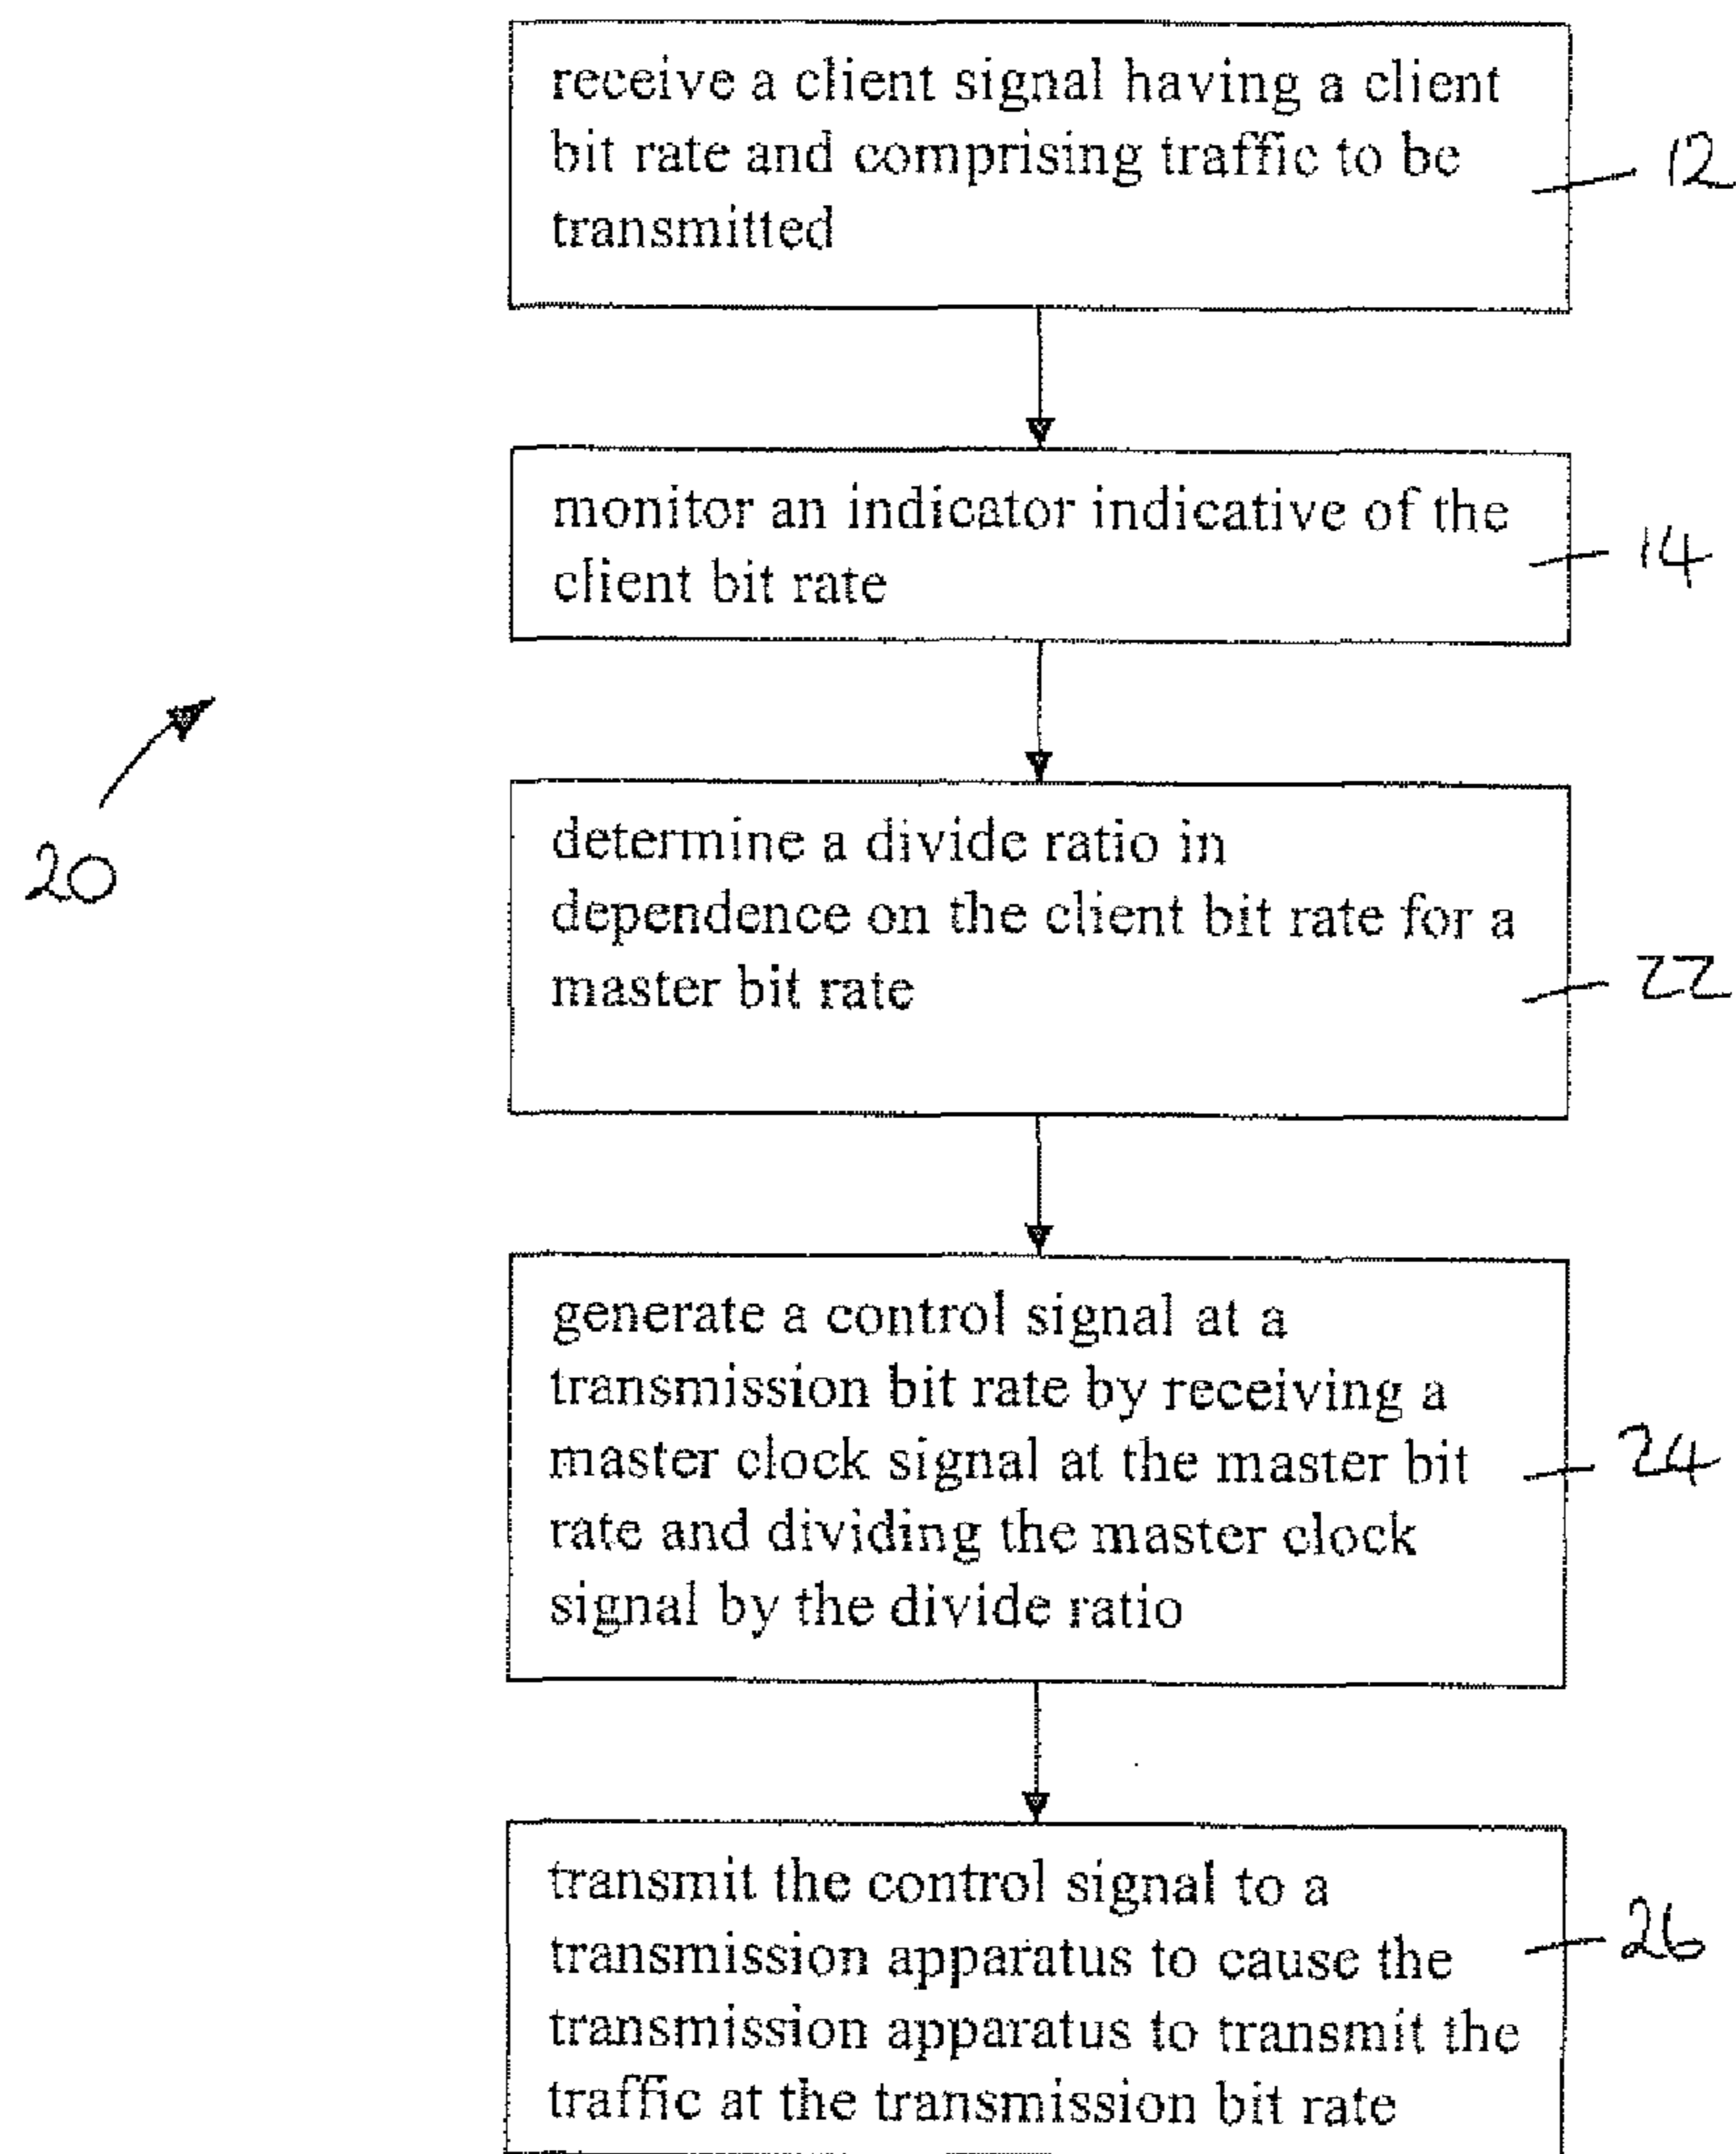 receive a client signal having a client
bit rate and comprising traffic to be
transmitted
12
monitor an indicator indicative of the
client bit rate
14
20
determine a divide ratio in
dependence on the client bit rate for a
master bit rate
22
generate a control signal at a
transmission bit rate by receiving a
master clock signal at the master bit
rate and dividing the master clock
signal by the divide ratio
24
transmit the control signal to a
transmission apparatus to cause the
transmission apparatus to transmit the
traffic at the transmission bit rate
26